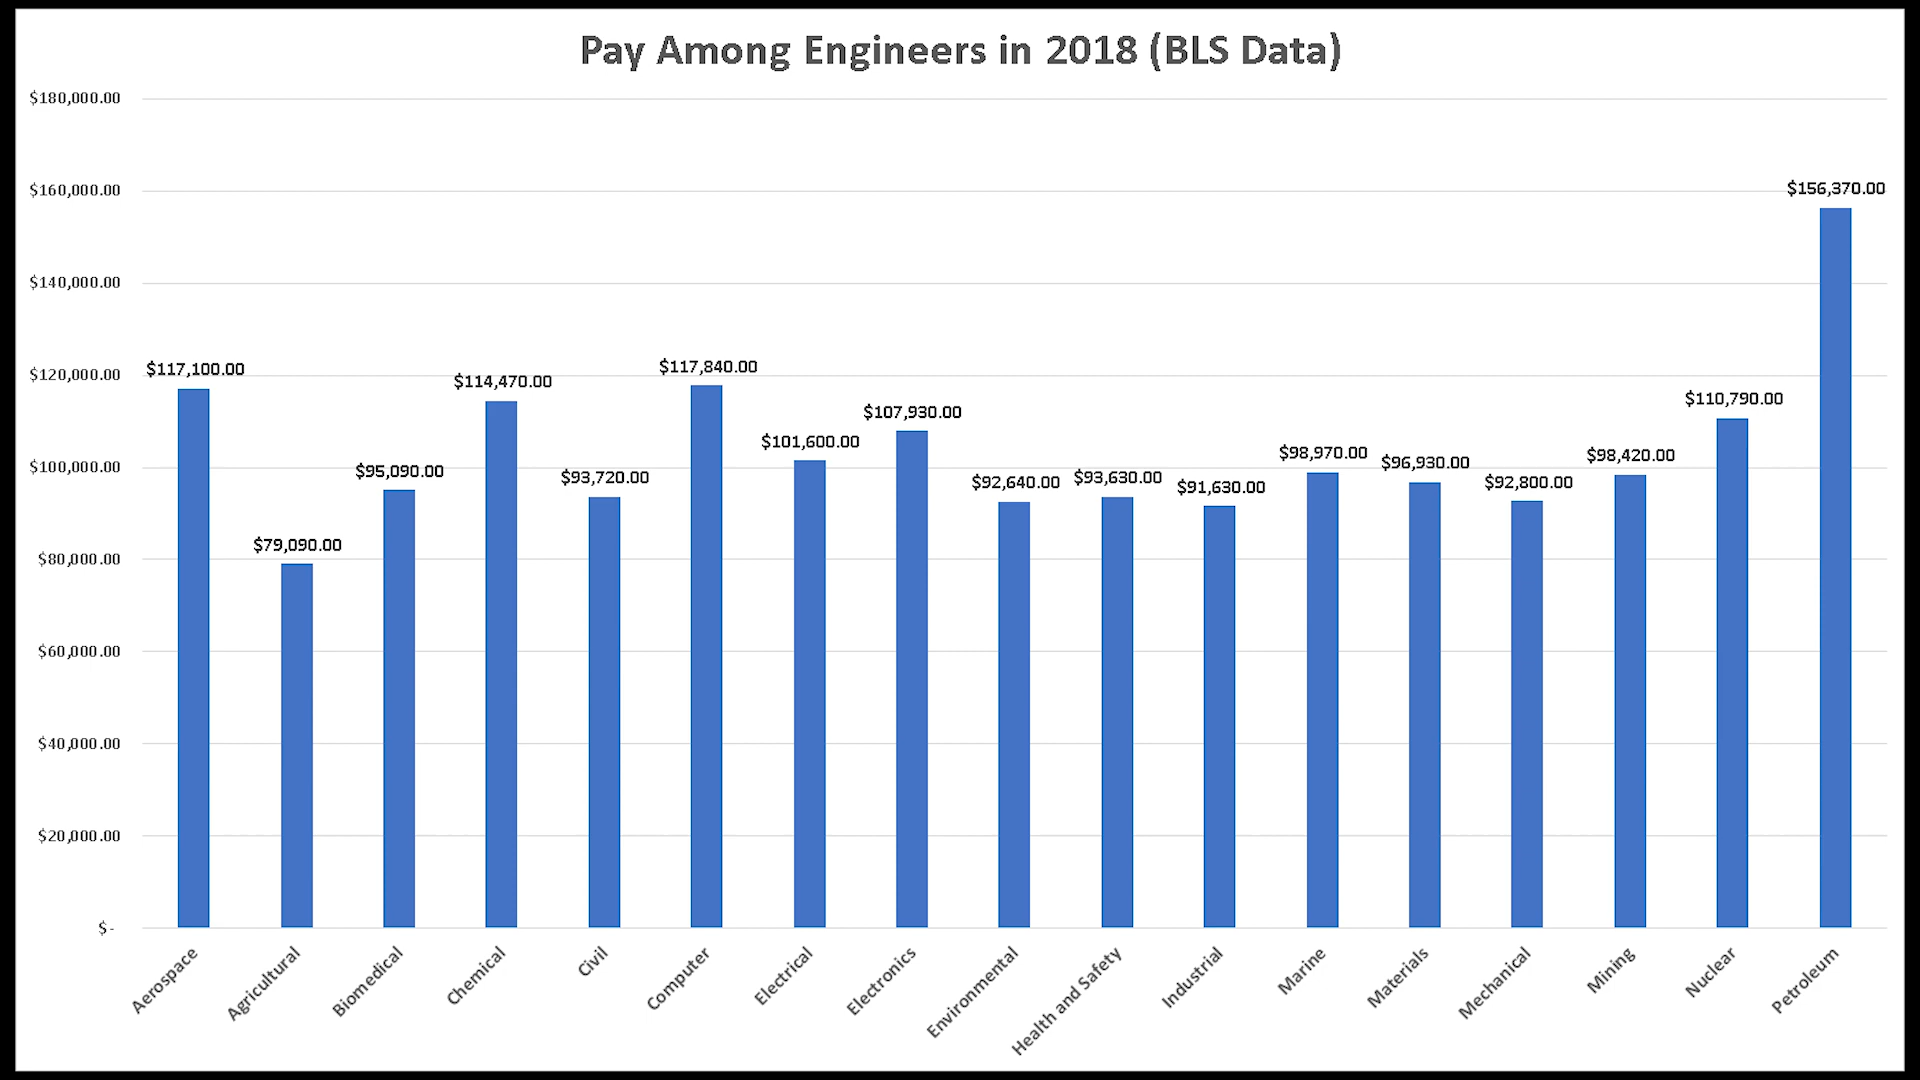 Pay Among Engineers in 2018 (BLS Data)
$180,000.00
$160,000.00
$140,000.00
$120,000.00
$100,000.00
$80,000.00
$60,000.00
$40,000.00
$20,000.00
$-
$117,100.00
$79,090.00
$95,090.00
$114,470.00
$93,720.00
$117,840.00
$101,600.00
$107,930.00
$92,640.00
$93,630.00
$91,630.00
$98,970.00
$96,930.00
$92,800.00
$98,420.00
$110,790.00
$156,370.00
Aerospace
Agricultural
Biomedical
Chemical
Civil
Computer
Electrical
Electronics
Environmental
Health and Safety
Industrial
Marine
Materials
Mechanical
Mining
Nuclear
Petroleum